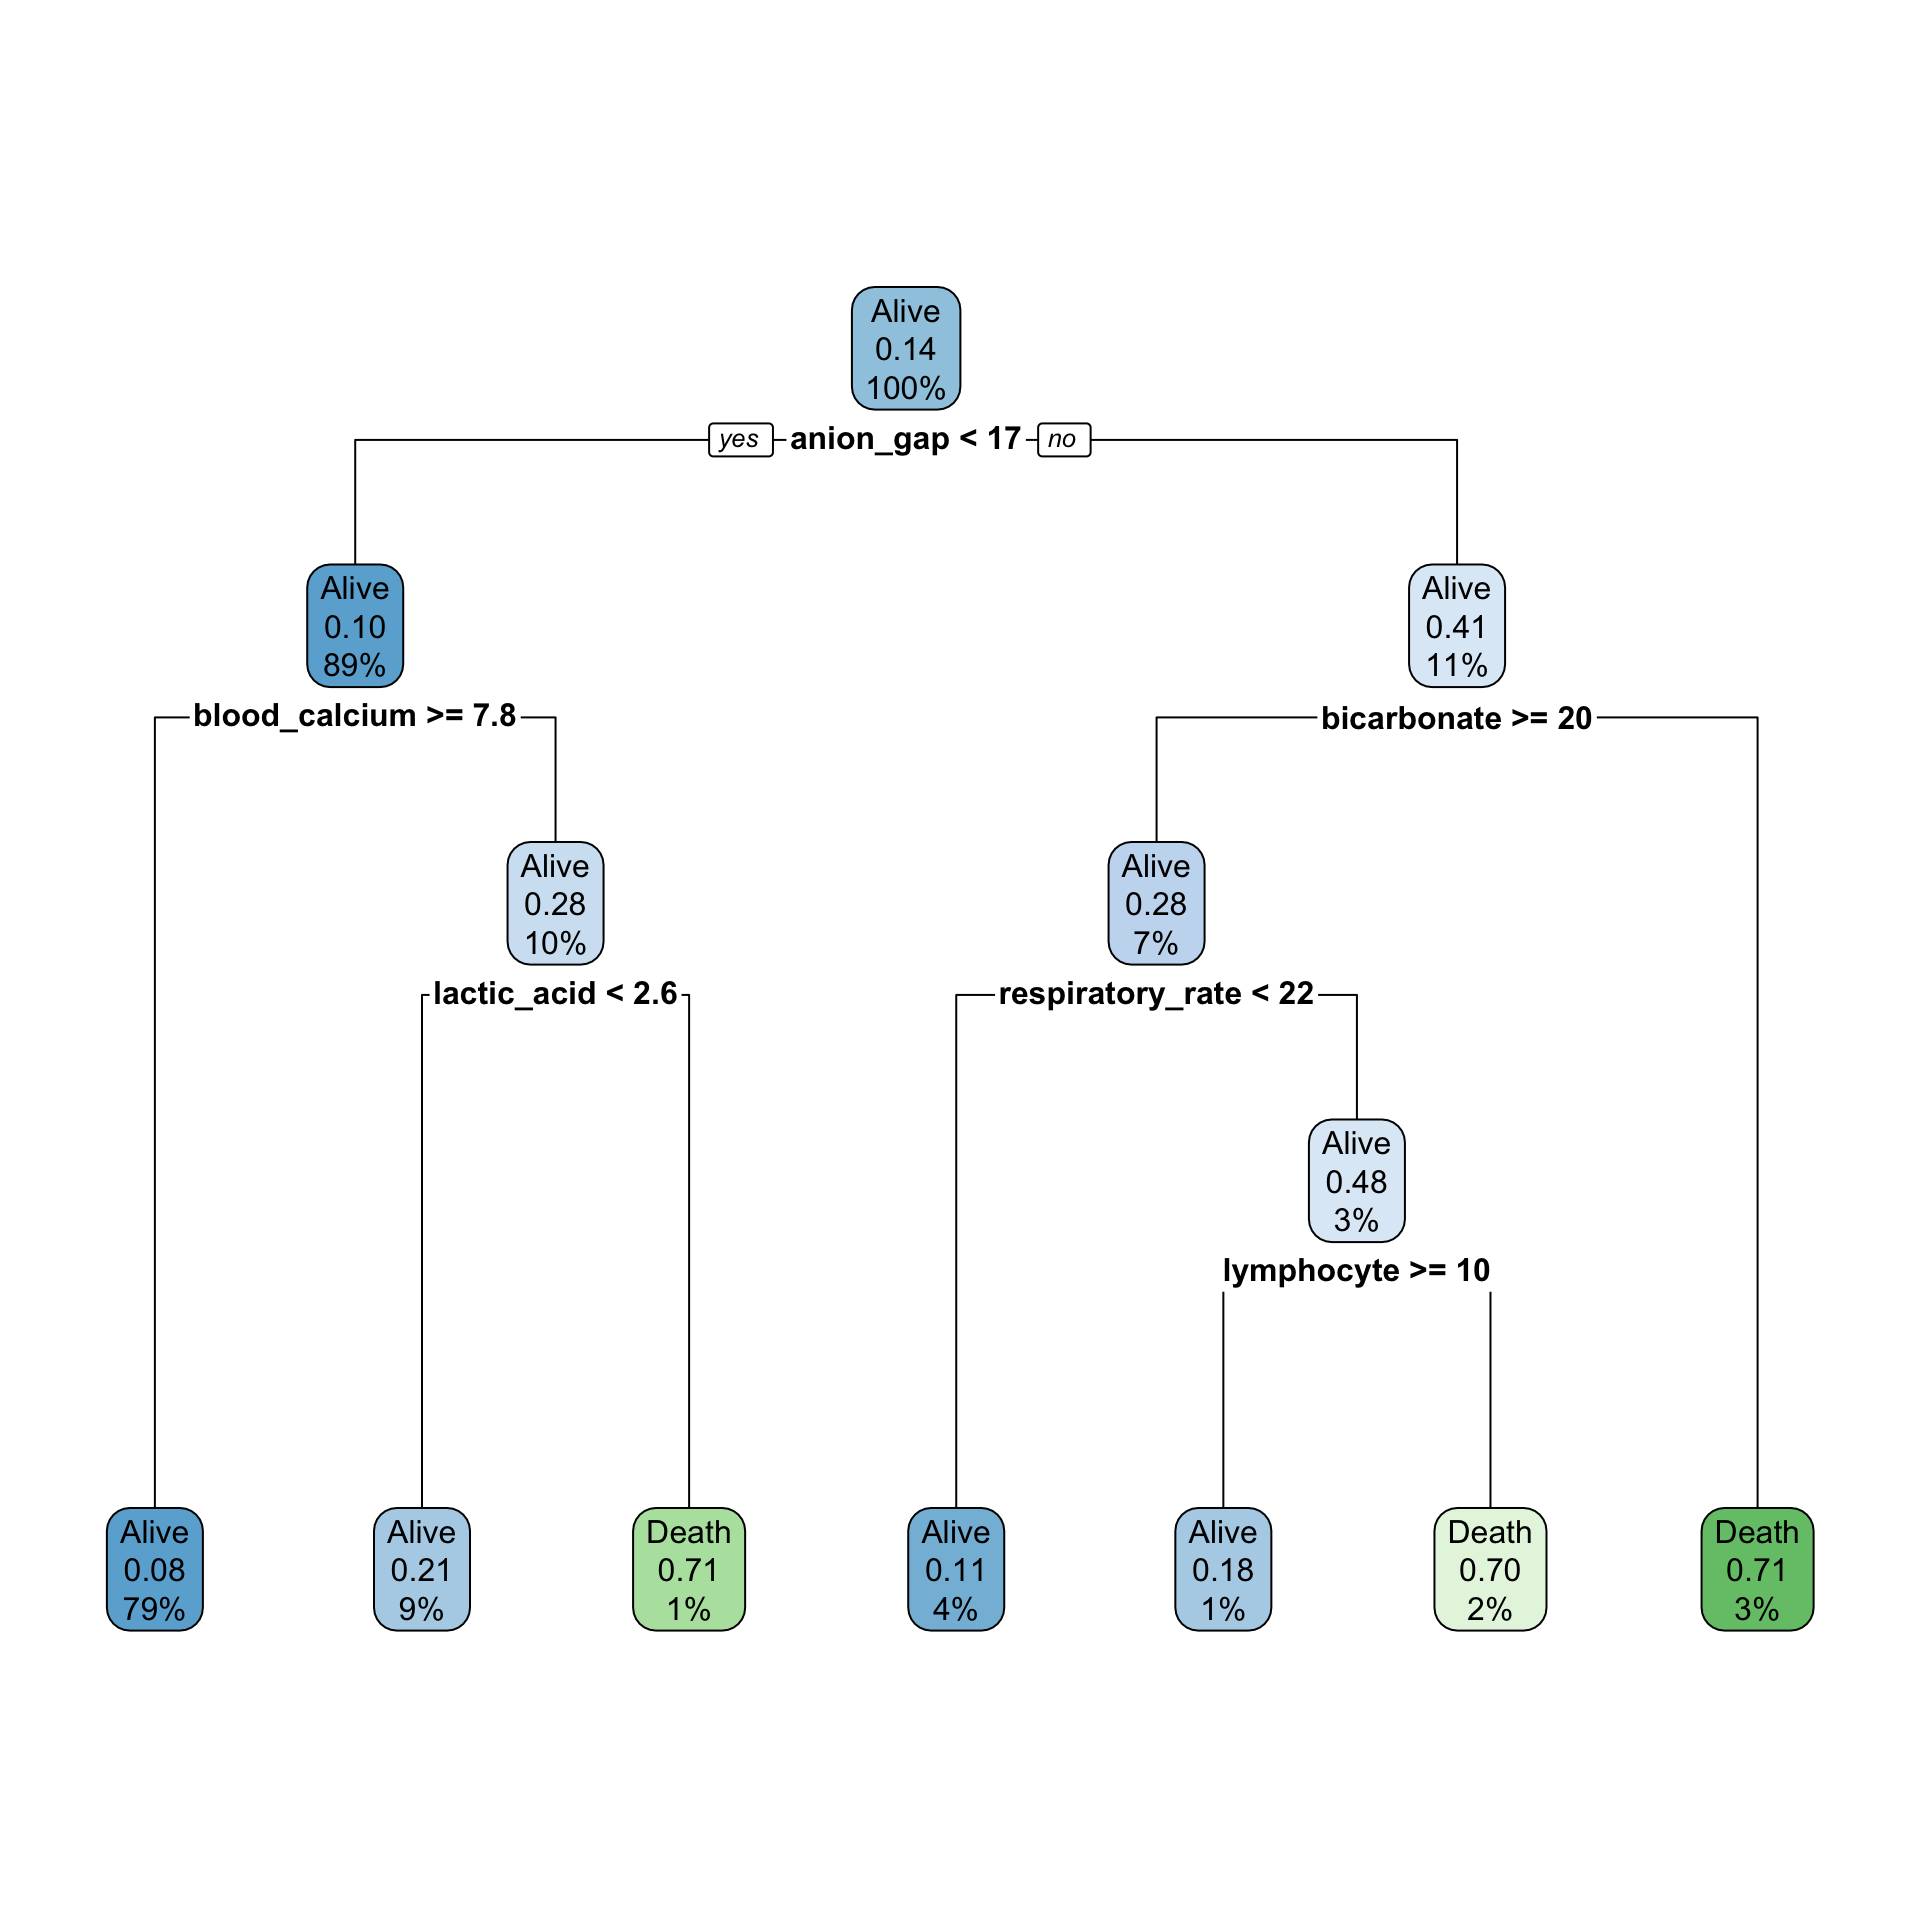 Alive
0.14
100%
yes anion_gap < 17 no
Alive
0.10
89%
Alive
0.41
11%
blood_calcium >= 7.8
bicarbonate >= 20
Alive
0.28
10%
Alive
0.28
7%
lactic_acid < 2.6
respiratory_rate < 22
Alive
0.48
3%
lymphocyte >= 10
Alive
0.08
79%
Alive
0.21
9%
Death
0.71
1%
Alive
0.11
4%
Alive
0.18
1%
Death
0.70
2%
Death
0.71
3%